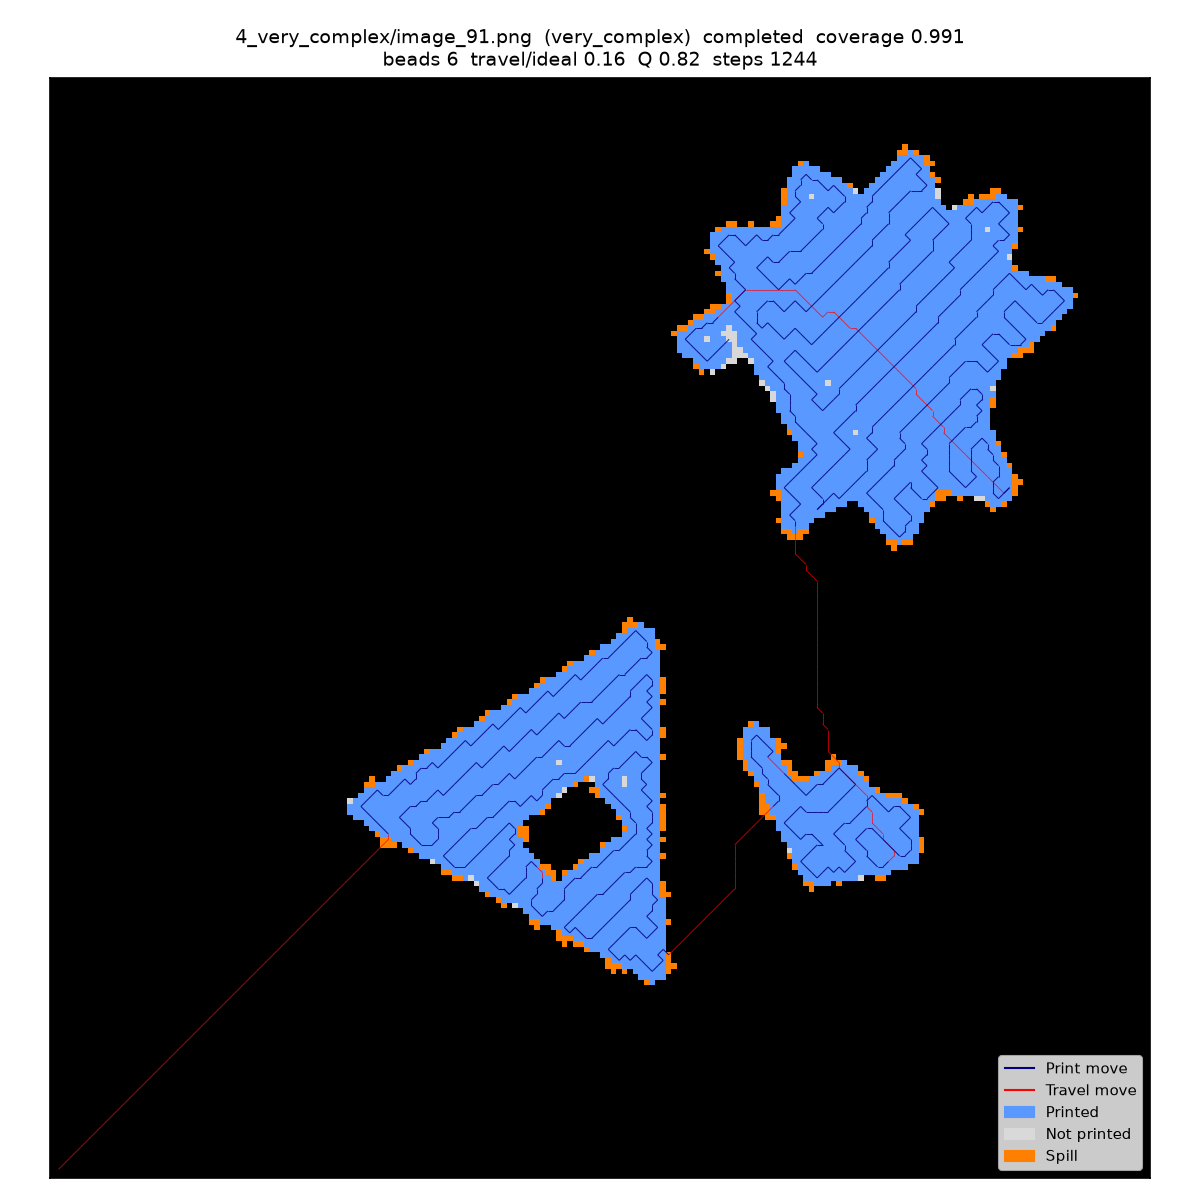 4_very_complex/image_91.png  (very_complex)  completed  coverage 0.991
beads 6  travel/ideal 0.16  Q 0.82  steps 1244
Print move
Travel move
Printed
Not printed
Spill